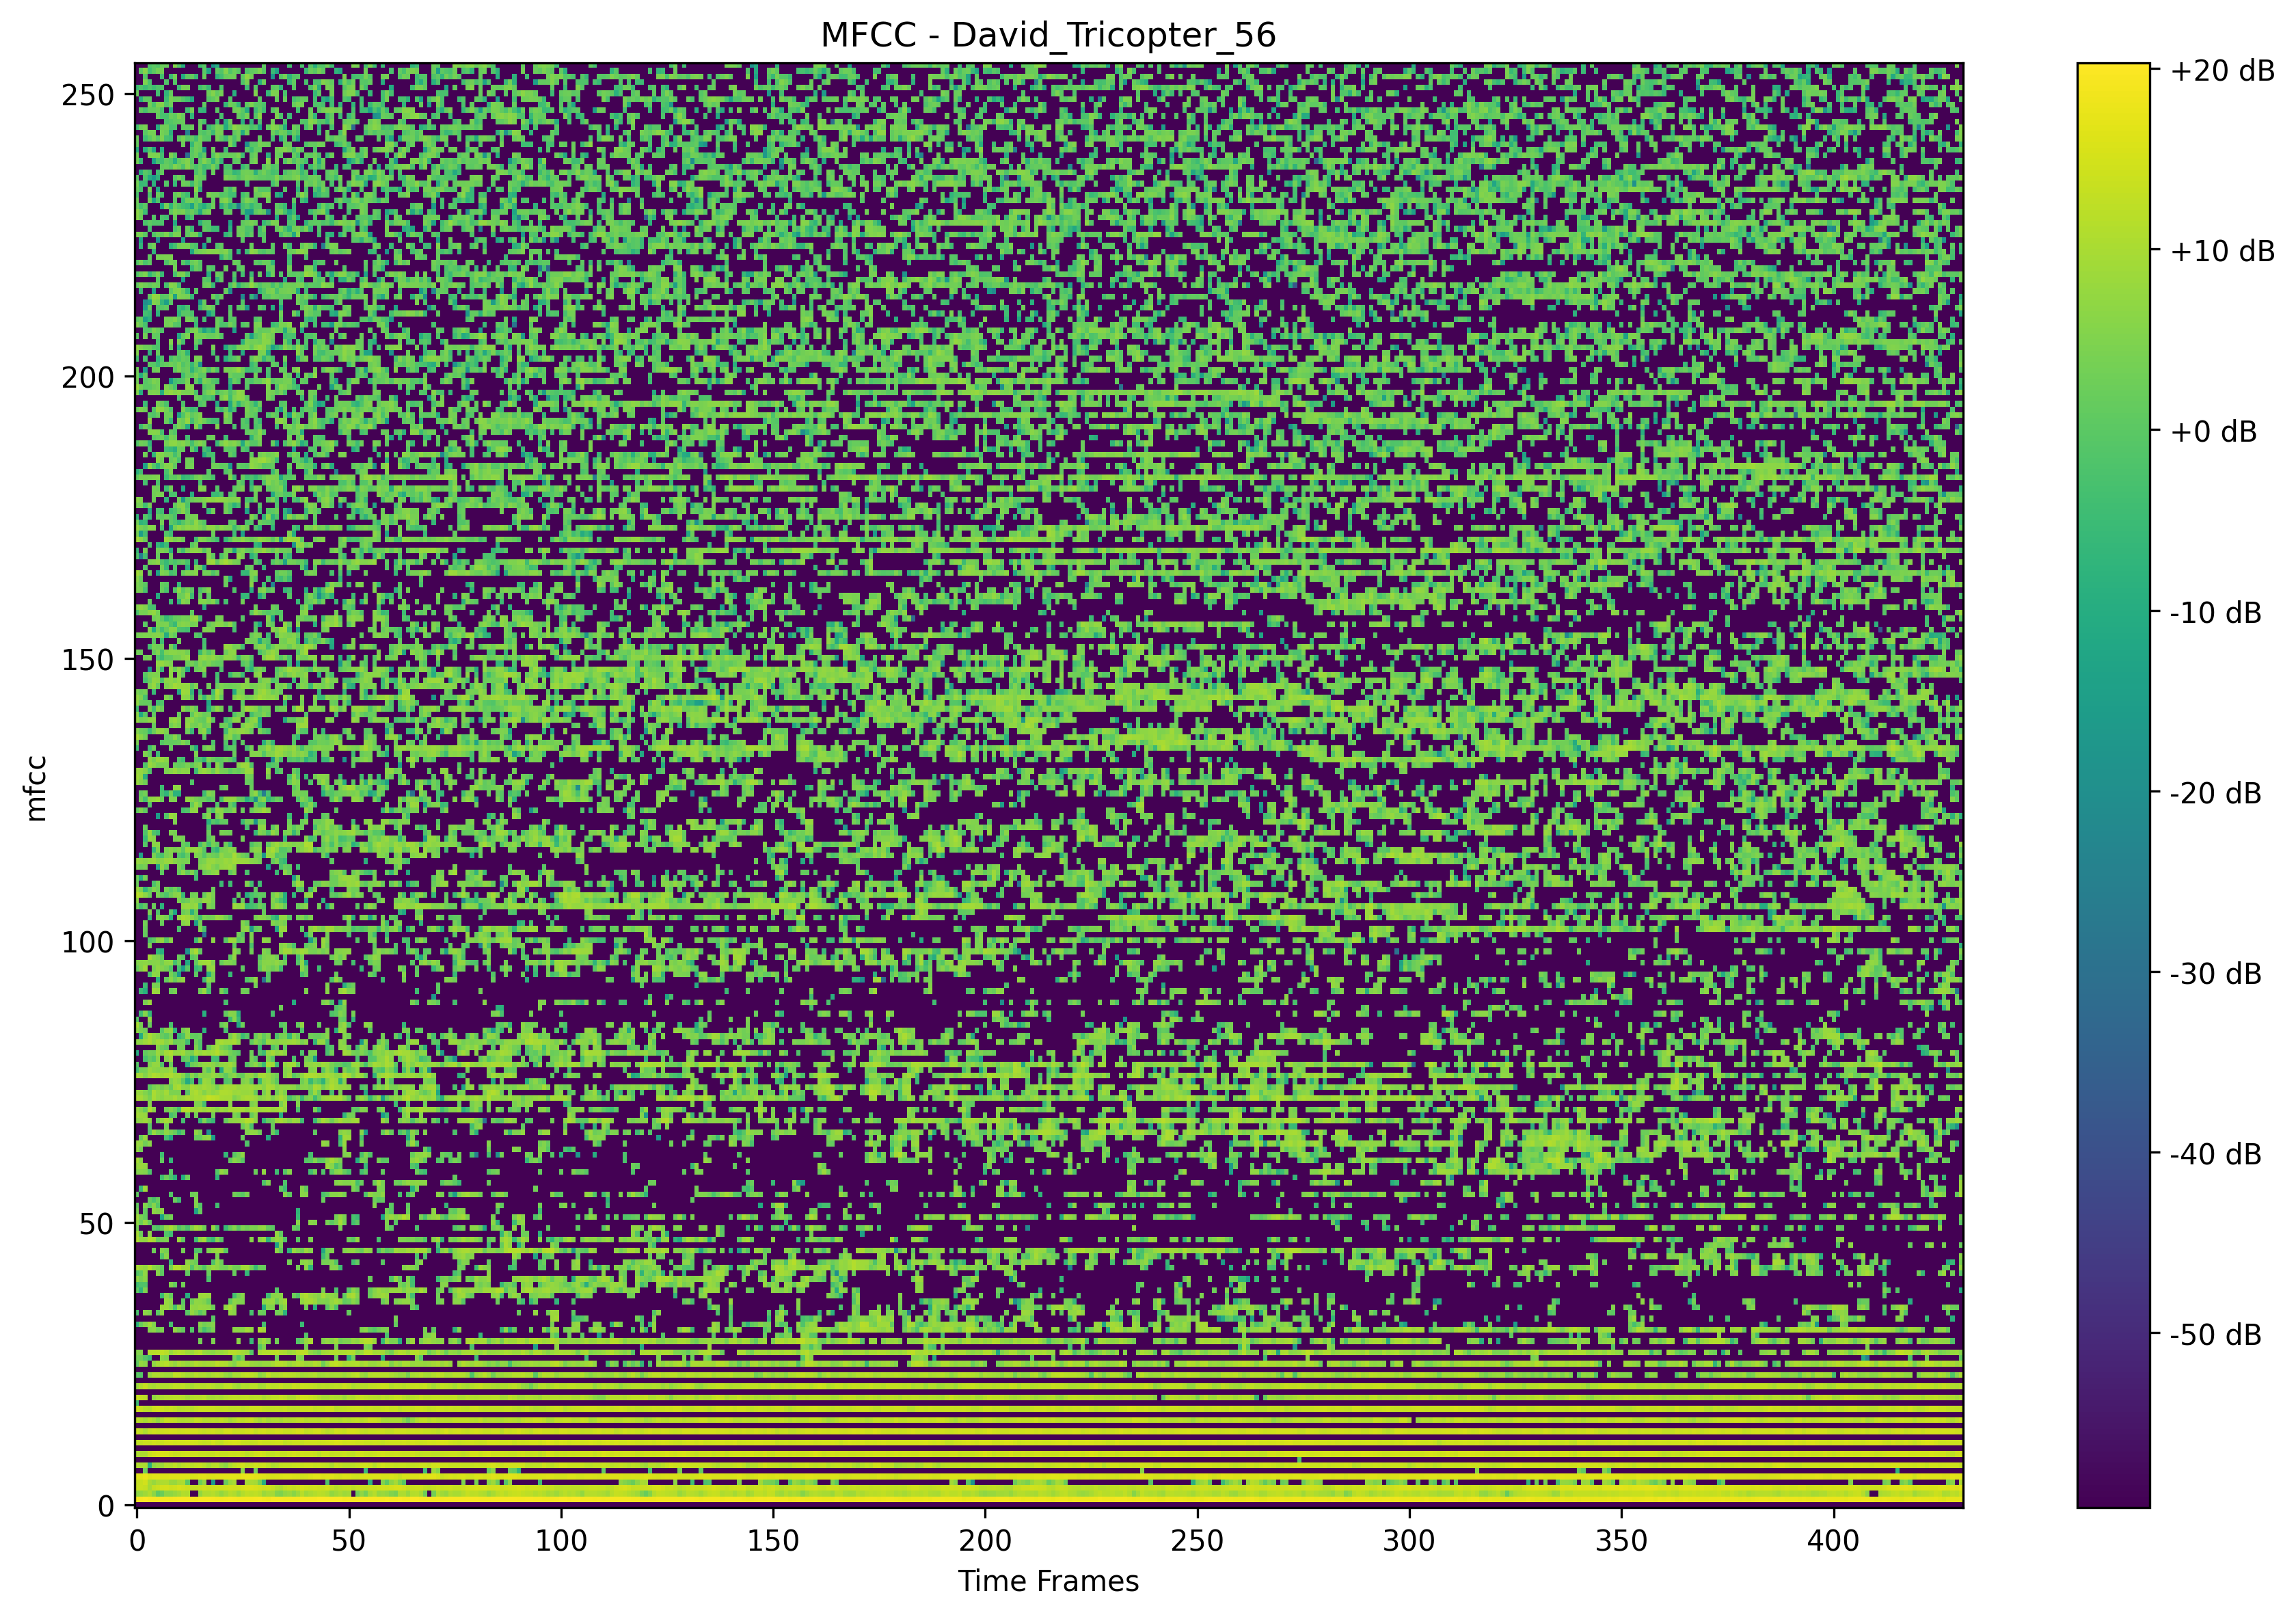 MFCC - David_Tricopter_56
250
200
150
100
50
0
mfcc
0 50 100 150 200 250 300 350 400
Time Frames
+20 dB
+10 dB
+0 dB
-10 dB
-20 dB
-30 dB
-40 dB
-50 dB